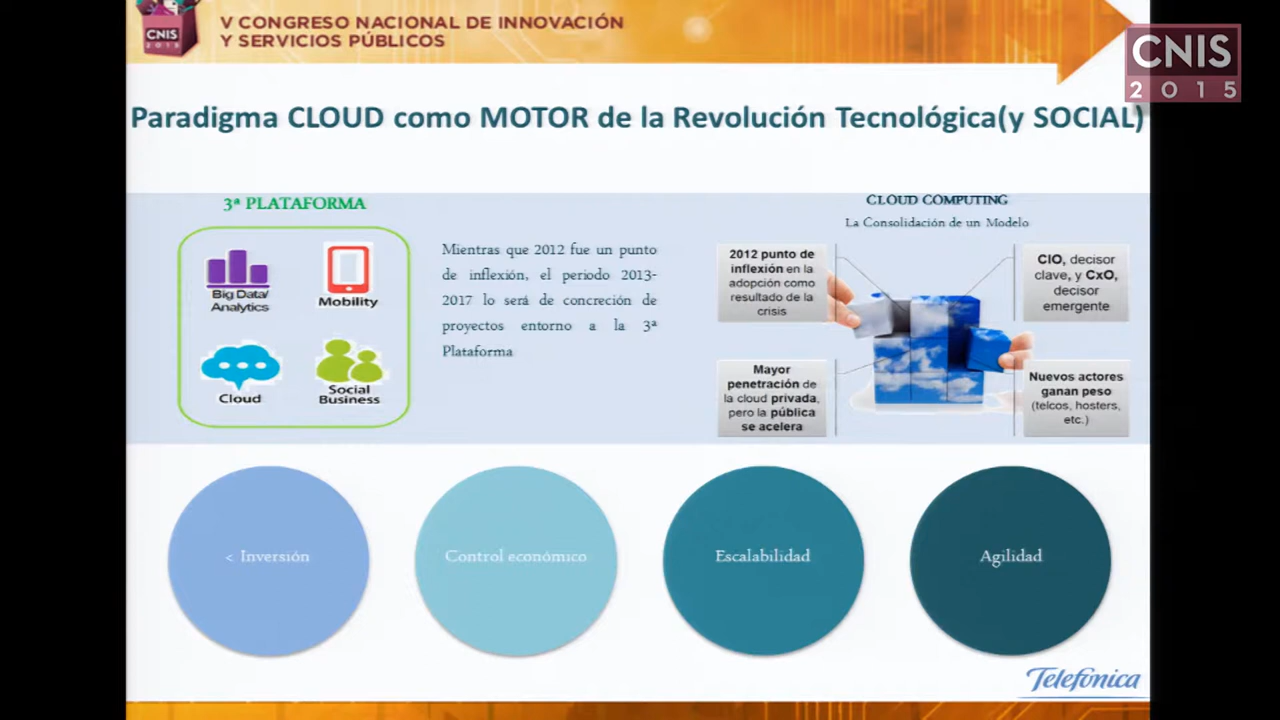 V CONGRESO NACIONAL DE INNOVACIÓN
Y SERVICIOS PÚBLICOS
CNIS
2015
CNIS
2015
Paradigma CLOUD como MOTOR de la Revolución Tecnológica(y SOCIAL)
3ª PLATAFORMA
Big Data/
Analytics
Mobility
Cloud
Social
Business
Mientras que 2012 fue un punto
de inflexión, el periodo 2013-
2017 lo será de concreción de
proyectos entorno a la 3ª
Plataforma
CLOUD COMPUTING
La Consolidación de un Modelo
2012 punto de
inflexión en la
adopción como
resultado de la
crisis
CIO, decisor
clave, y CxO,
decisor
emergente
Mayor
penetración de
la cloud privada,
pero la pública
se acelera
Nuevos actores
ganan peso
(telcos, hosters,
etc.)
< Inversión
Control económico
Escalabilidad
Agilidad
Telefónica